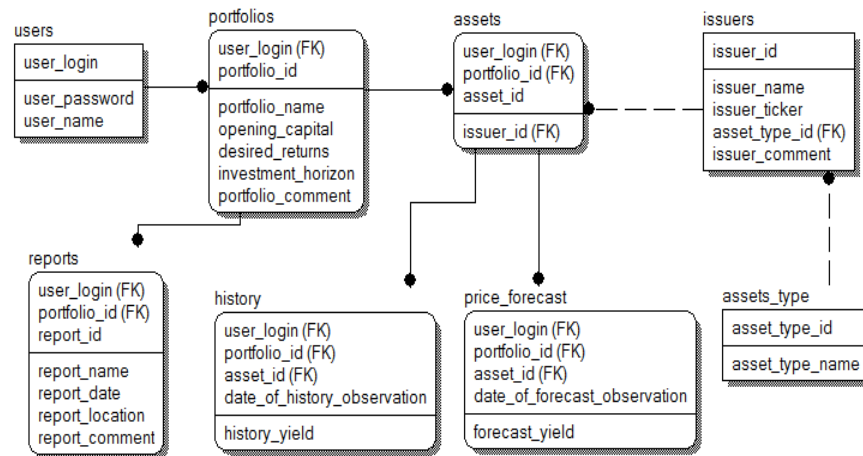 users
user_login
user_password
user_name
portfolios
user_login (FK)
portfolio_id
portfolio_name
opening_capital
desired_returns
investment_horizon
portfolio_comment
assets
user_login (FK)
portfolio_id (FK)
asset_id
issuer_id (FK)
issuers
issuer_id
issuer_name
issuer_ticker
asset_type_id (FK)
issuer_comment
reports
user_login (FK)
portfolio_id (FK)
report_id
report_name
report_date
report_location
report_comment
history
user_login (FK)
portfolio_id (FK)
asset_id (FK)
date_of_history_observation
history_yield
price_forecast
user_login (FK)
portfolio_id (FK)
asset_id (FK)
date_of_forecast_observation
forecast_yield
assets_type
asset_type_id
asset_type_name